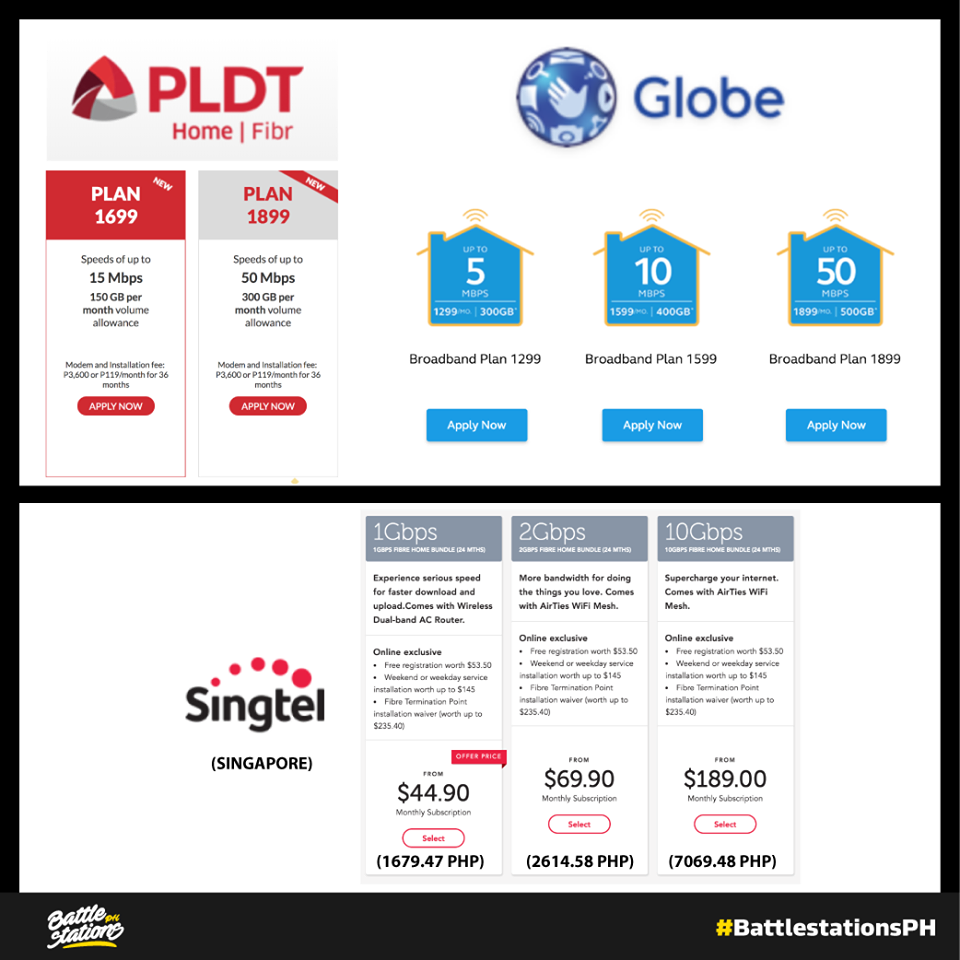 PLDT
Home | Fibr
Globe
PLAN
1699
NEW
Speeds of up to
15 Mbps
150 GB per
month volume
allowance
Modem and Installation fee:
P3,600 or P119/month for 36
months
APPLY NOW
PLAN
1899
NEW
Speeds of up to
50 Mbps
300 GB per
month volume
allowance
Modem and Installation fee:
P3,600 or P119/month for 36
months
APPLY NOW
UP TO
5
MBPS
1299/MO. | 300GB*
Broadband Plan 1299
Apply Now
UP TO
10
MBPS
1599/MO. | 400GB*
Broadband Plan 1599
Apply Now
UP TO
50
MBPS
1899/MO. | 500GB*
Broadband Plan 1899
Apply Now
Singtel
(SINGAPORE)
1Gbps
1GBPS FIBRE HOME BUNDLE (24 MTHS)
Experience serious speed
for faster download and
upload.Comes with Wireless
Dual-band AC Router.
Online exclusive
• Free registration worth $53.50
• Weekend or weekday service
installation worth up to $145
• Fibre Termination Point
installation waiver (worth up to
$235.40)
OFFER PRICE
FROM
$44.90
Monthly Subscription
Select
(1679.47 PHP)
2Gbps
2GBPS FIBRE HOME BUNDLE (24 MTHS)
More bandwidth for doing
the things you love. Comes
with AirTies WiFi Mesh.
Online exclusive
• Free registration worth $53.50
• Weekend or weekday service
installation worth up to $145
• Fibre Termination Point
installation waiver (worth up to
$235.40)
FROM
$69.90
Monthly Subscription
Select
(2614.58 PHP)
10Gbps
10GBPS FIBRE HOME BUNDLE (24 MTHS)
Supercharge your internet.
Comes with AirTies WiFi
Mesh.
Online exclusive
• Free registration worth $53.50
• Weekend or weekday service
installation worth up to $145
• Fibre Termination Point
installation waiver (worth up to
$235.40)
FROM
$189.00
Monthly Subscription
Select
(7069.48 PHP)
Battle PH
Stations
#BattlestationsPH